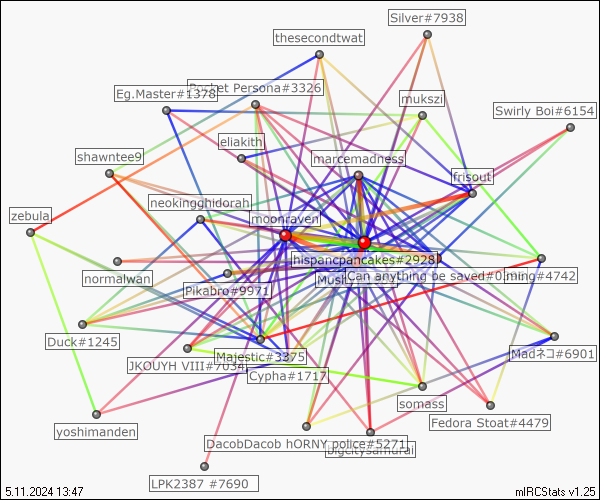 Silver#7938
thesecondtwat
Persona#3326
Eg.Master#1378
mukszi
Swirly Boi#6154
eliakith
marcemadness
shawntee9
frisout
neokingghidorah
zebula
moonraven
hispancpancakes#2928
normalwan
Can anything be saved#0
ming#4742
Pikabro#9971
Duck#1245
Majestic#3375
JKOUYH VIII#7034
Madネコ#6901
Cypha#1717
somass
Fedora Stoat#4479
yoshimanden
DacobDacob hORNY police#5271
bigcitysamurai
LPK2387 #7690
5.11.2024 13:47
mIRCStats v1.25